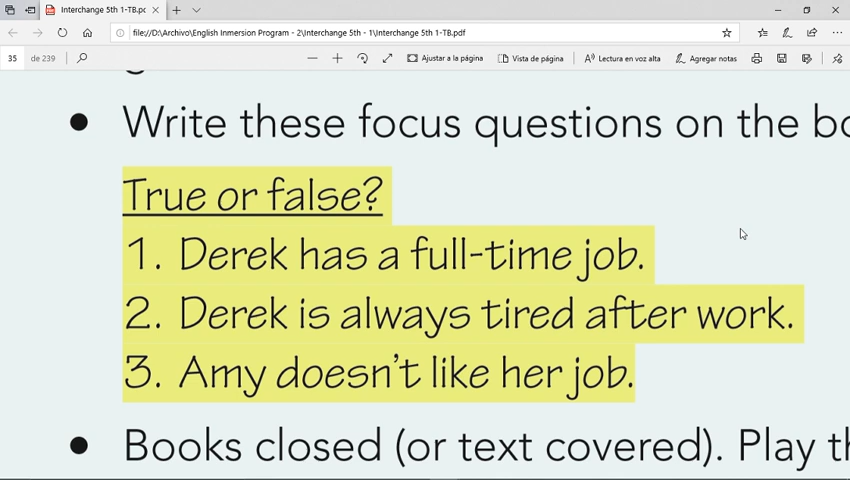 Interchange 5th 1-TB.pc
file://D:\Archivo\English Inmersion Program - 2\Interchange 5th - 1\Interchange 5th 1-TB.pdf
35 de 239 Ajustar a la página Vista de página Lectura en voz alta Agregar notas
• Write these focus questions on the bo
True or false?
1. Derek has a full-time job.
2. Derek is always tired after work.
3. Amy doesn't like her job.
• Books closed (or text covered). Play th